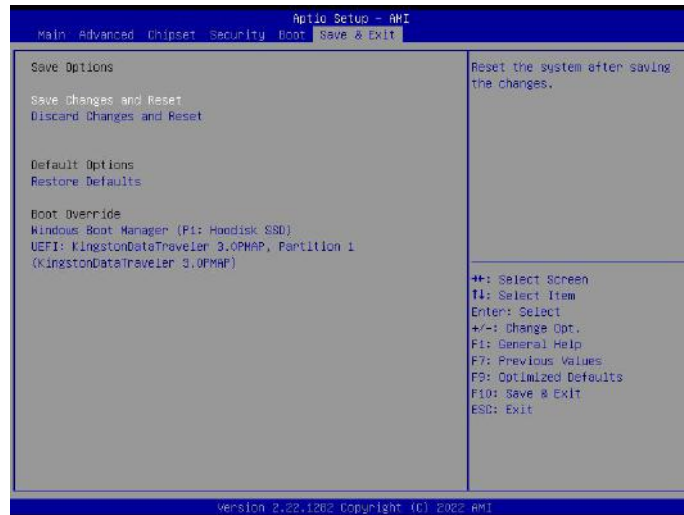 Aptio Setup - AMI
Main Advanced Chipset Security Boot Save & Exit
Save Options
Save Changes and Reset
Discard Changes and Reset
Default Options
Restore Defaults
Boot Override
Windows Boot Manager (P1: Hoodisk SSD)
UEFI: KingstonDataTraveler 3.0PMAP, Partition 1
(KingstonDataTraveler 3.0PMAP)
Reset the system after saving
the changes.
→←: Select Screen
↑↓: Select Item
Enter: Select
+/-: Change Opt.
F1: General Help
F7: Previous Values
F9: Optimized Defaults
F10: Save & Exit
ESC: Exit
Version 2.22.1282 Copyright (C) 2022 AMI